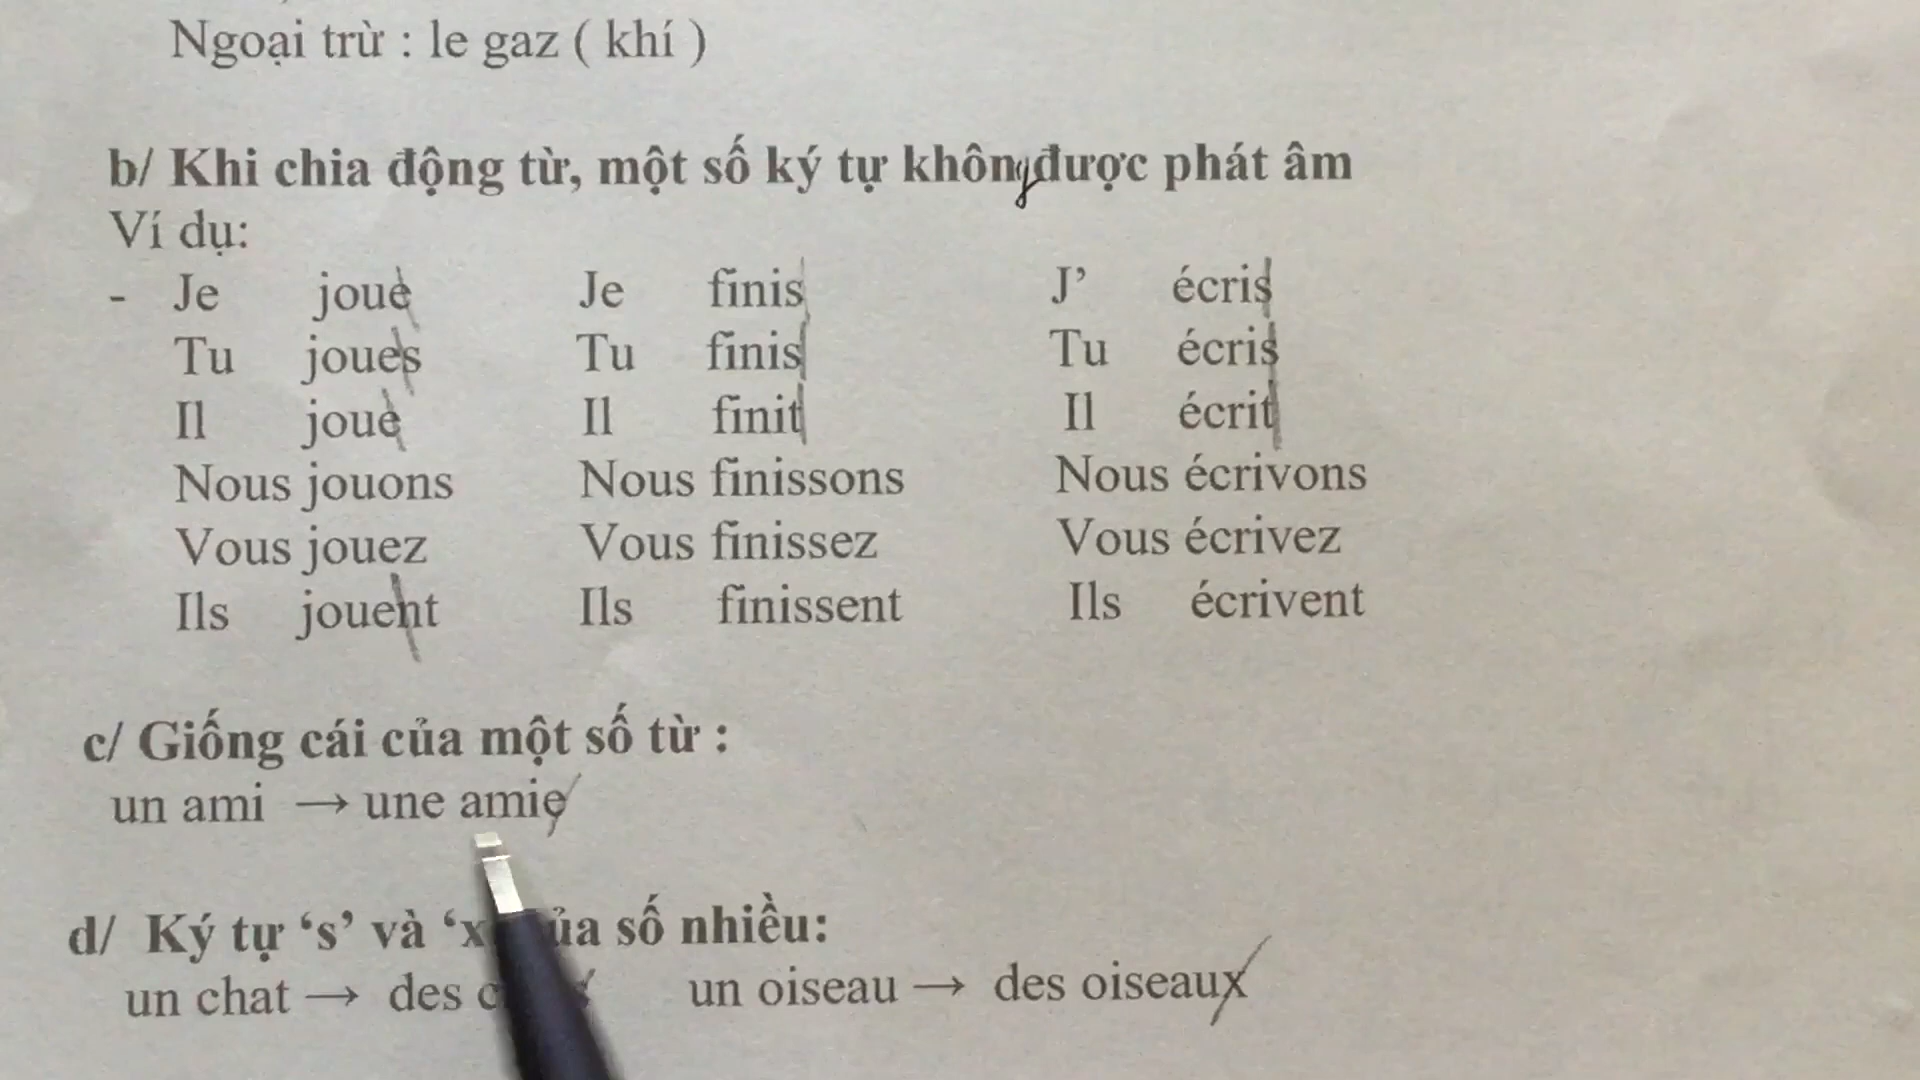 Ngoại trừ : le gaz ( khí )
b/ Khi chia động từ, một số ký tự không được phát âm
Ví dụ:
- Je joue Je finis J’ écris
Tu joues Tu finis Tu écris
Il joue Il finit Il écrit
Nous jouons Nous finissons Nous écrivons
Vous jouez Vous finissez Vous écrivez
Ils jouent Ils finissent Ils écrivent
c/ Giống cái của một số từ :
un ami → une amie
d/ Ký tự ‘s’ và ‘x’ của số nhiều:
un chat → des un oiseau → des oiseaux